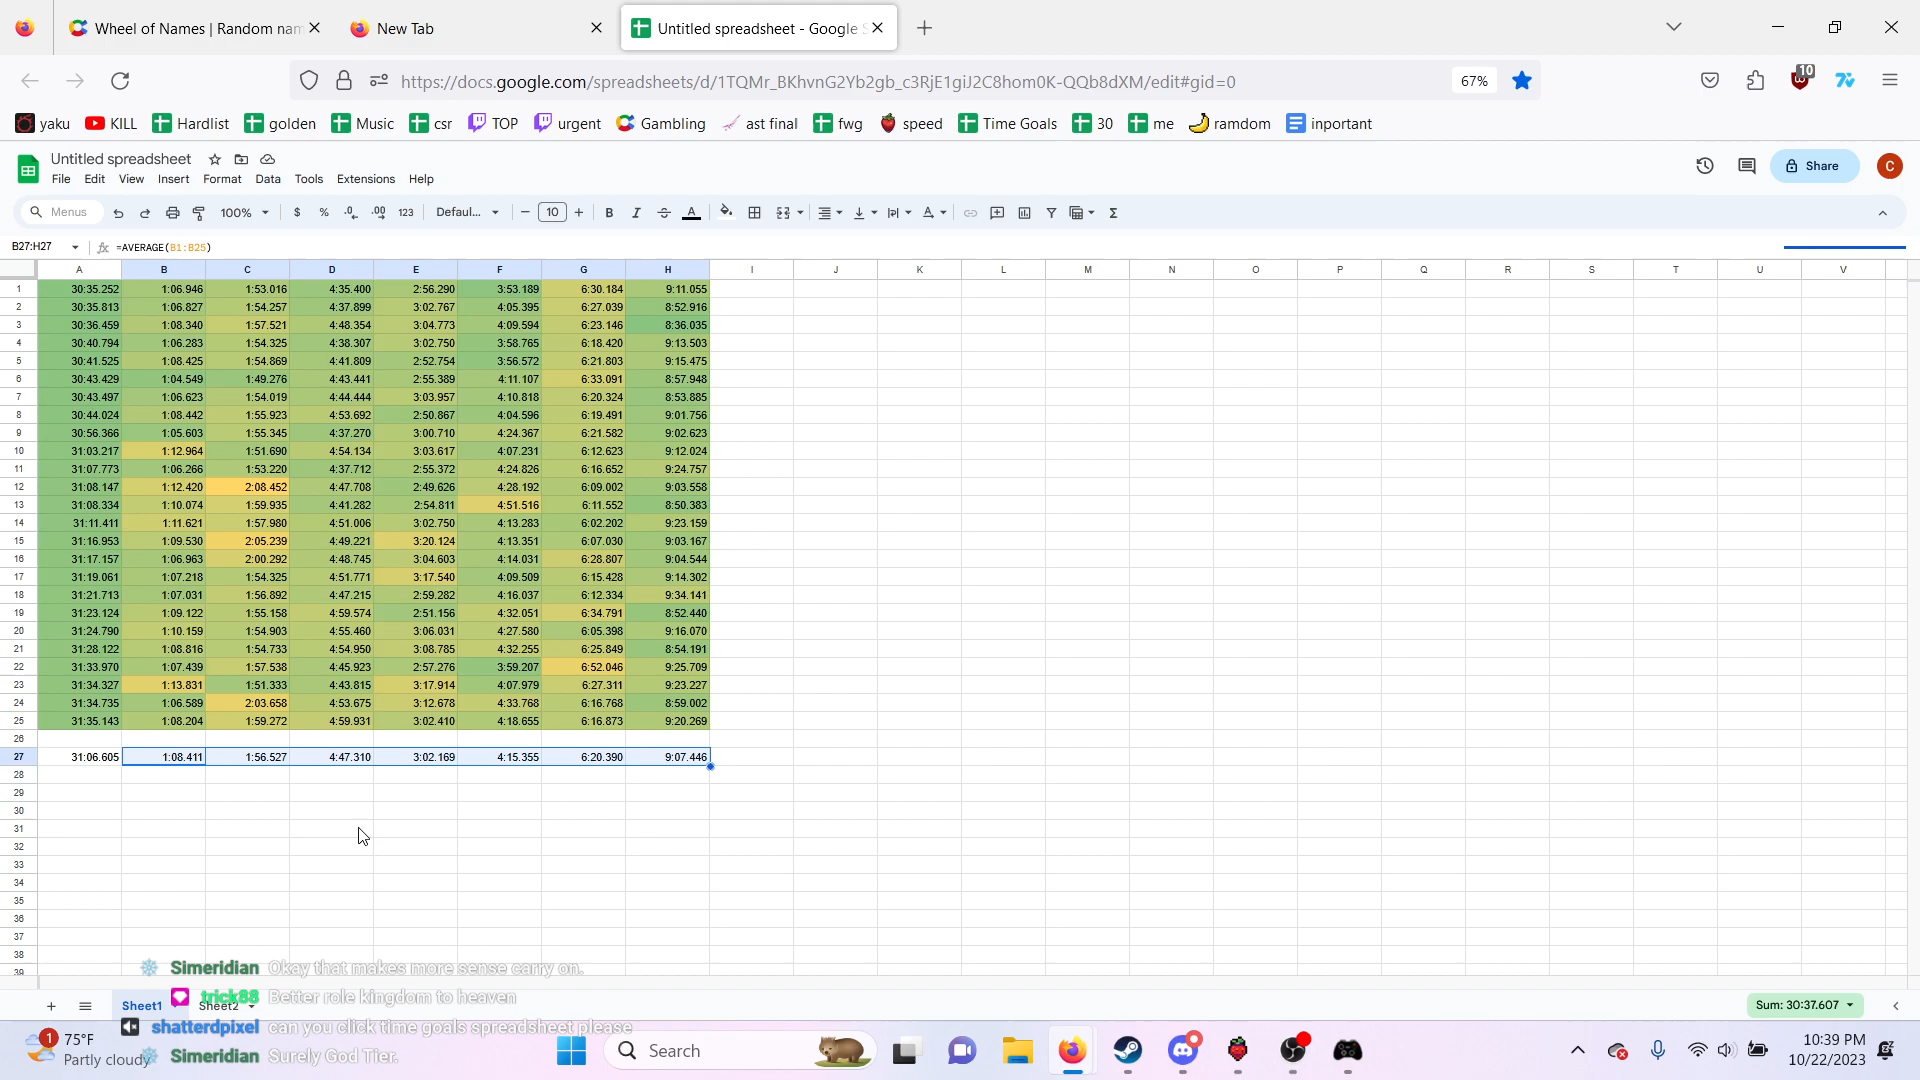 Wheel of Names | Random nam
New Tab
Untitled spreadsheet - Google S
https://docs.google.com/spreadsheets/d/1TQMr_BKhvnG2Yb2gb_c3RjE1giJ2C8hom0K-QQb8dXM/edit#gid=0
67%
10
yaku KILL Hardlist golden Music csr TOP urgent Gambling ast final fwg speed Time Goals 30 me ramdom inportant
Untitled spreadsheet
File Edit View Insert Format Data Tools Extensions Help
Share
C
Menus 100% $ % .0 .00 123 Defaul... 10 B I A
B27:H27 fx =AVERAGE(B1:B25)
A B C D E F G H I J K L M N O P Q R S T U V
1 30:35.252 1:06.946 1:53.016 4:35.400 2:56.290 3:53.189 6:30.184 9:11.055
2 30:35.813 1:06.827 1:54.257 4:37.899 3:02.767 4:05.395 6:27.039 8:52.916
3 30:36.459 1:08.340 1:57.521 4:48.354 3:04.773 4:09.594 6:23.146 8:36.035
4 30:40.794 1:06.283 1:54.325 4:38.307 3:02.750 3:58.765 6:18.420 9:13.503
5 30:41.525 1:08.425 1:54.869 4:41.809 2:52.754 3:56.572 6:21.803 9:15.475
6 30:43.429 1:04.549 1:49.276 4:43.441 2:55.389 4:11.107 6:33.091 8:57.948
7 30:43.497 1:06.623 1:54.019 4:44.444 3:03.957 4:10.818 6:20.324 8:53.885
8 30:44.024 1:08.442 1:55.923 4:53.692 2:50.867 4:04.596 6:19.491 9:01.756
9 30:56.366 1:05.603 1:55.345 4:37.270 3:00.710 4:24.367 6:21.582 9:02.623
10 31:03.217 1:12.964 1:51.690 4:54.134 3:03.617 4:07.231 6:12.623 9:12.024
11 31:07.773 1:06.266 1:53.220 4:37.712 2:55.372 4:24.826 6:16.652 9:24.757
12 31:08.147 1:12.420 2:08.452 4:47.708 2:49.626 4:28.192 6:09.002 9:03.558
13 31:08.334 1:10.074 1:59.935 4:41.282 2:54.811 4:51.516 6:11.552 8:50.383
14 31:11.411 1:11.621 1:57.980 4:51.006 3:02.750 4:13.283 6:02.202 9:23.159
15 31:16.953 1:09.530 2:05.239 4:49.221 3:20.124 4:13.351 6:07.030 9:03.167
16 31:17.157 1:06.963 2:00.292 4:48.745 3:04.603 4:14.031 6:28.807 9:04.544
17 31:19.061 1:07.218 1:54.325 4:51.771 3:17.540 4:09.509 6:15.428 9:14.302
18 31:21.713 1:07.031 1:56.892 4:47.215 2:59.282 4:16.037 6:12.334 9:34.141
19 31:23.124 1:09.122 1:55.158 4:59.574 2:51.156 4:32.051 6:34.791 8:52.440
20 31:24.790 1:10.159 1:54.903 4:55.460 3:06.031 4:27.580 6:05.398 9:16.070
21 31:28.122 1:08.816 1:54.733 4:54.950 3:08.785 4:32.255 6:25.849 8:54.191
22 31:33.970 1:07.439 1:57.538 4:45.923 2:57.276 3:59.207 6:52.046 9:25.709
23 31:34.327 1:13.831 1:51.333 4:43.815 3:17.914 4:07.979 6:27.311 9:23.227
24 31:34.735 1:06.589 2:03.658 4:53.675 3:12.678 4:33.768 6:16.768 8:59.002
25 31:35.143 1:08.204 1:59.272 4:59.931 3:02.410 4:18.655 6:16.873 9:20.269
26
27 31:06.605 1:08.411 1:56.527 4:47.310 3:02.169 4:15.355 6:20.390 9:07.446
28
29
30
31
32
33
34
35
36
37
38
39
Simeridian Okay that makes more sense carry on.
trick88 Better role kingdom to heaven
Sheet1 Sheet2 Sum: 30:37.607
shatterdpixel can you click time goals spreadsheet please
Simeridian Surely God Tier.
1 75°F
Partly cloudy
Search
10:39 PM
10/22/2023